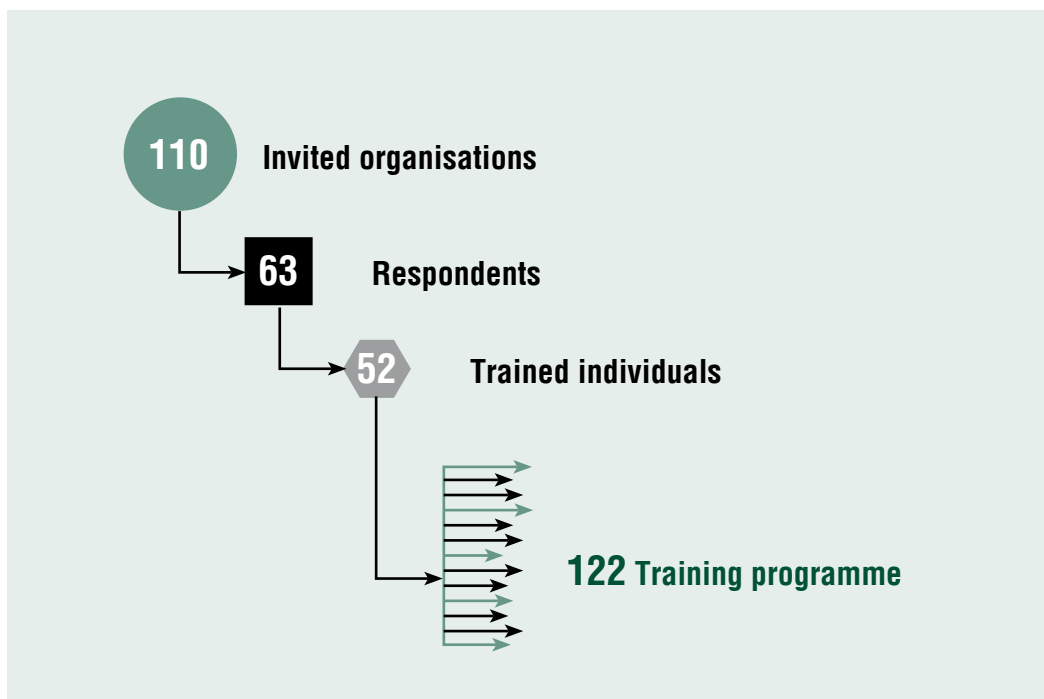 110 Invited organisations
63 Respondents
52 Trained individuals
122 Training programme